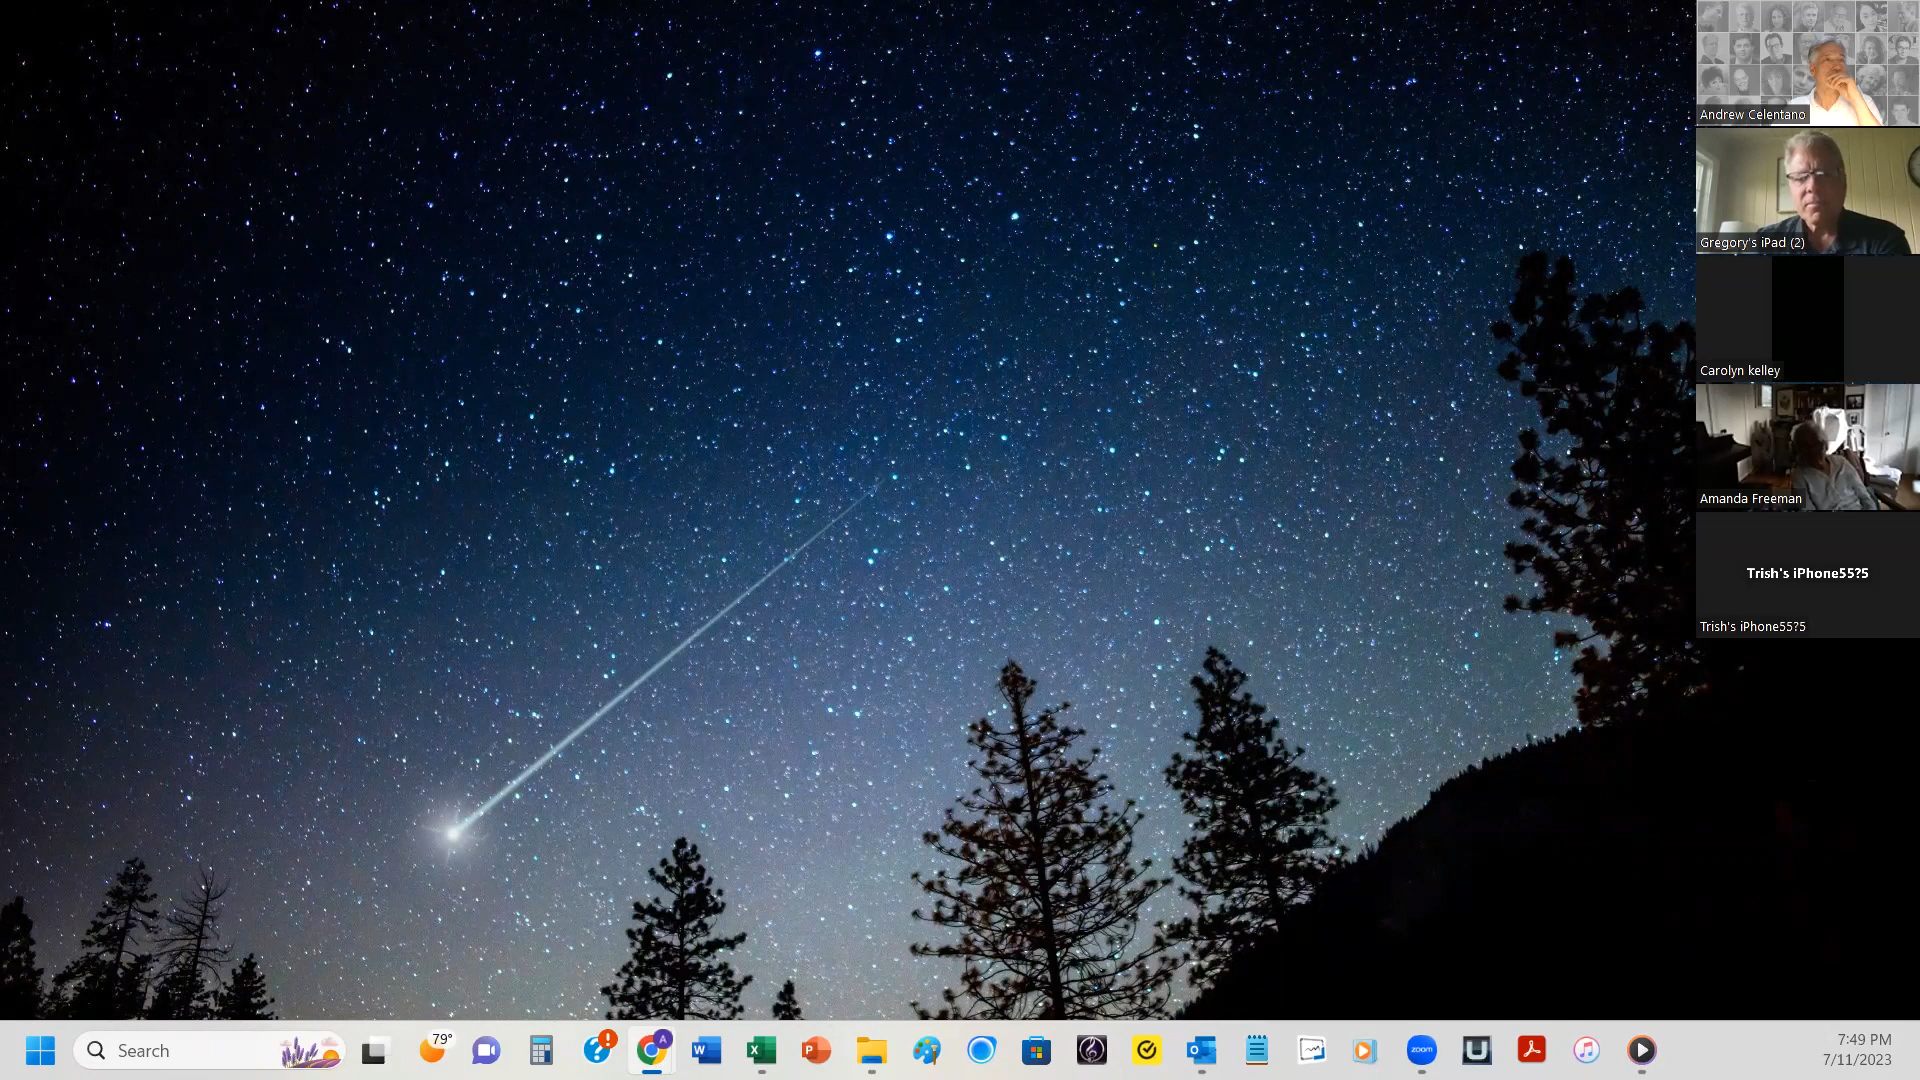 Andrew Celentano
Gregory's iPad (2)
Carolyn kelley
Amanda Freeman
Trish's iPhone55?5
Trish's iPhone55?5
Search
79°
A
W
X
P
zoom
U
7:49 PM
7/11/2023